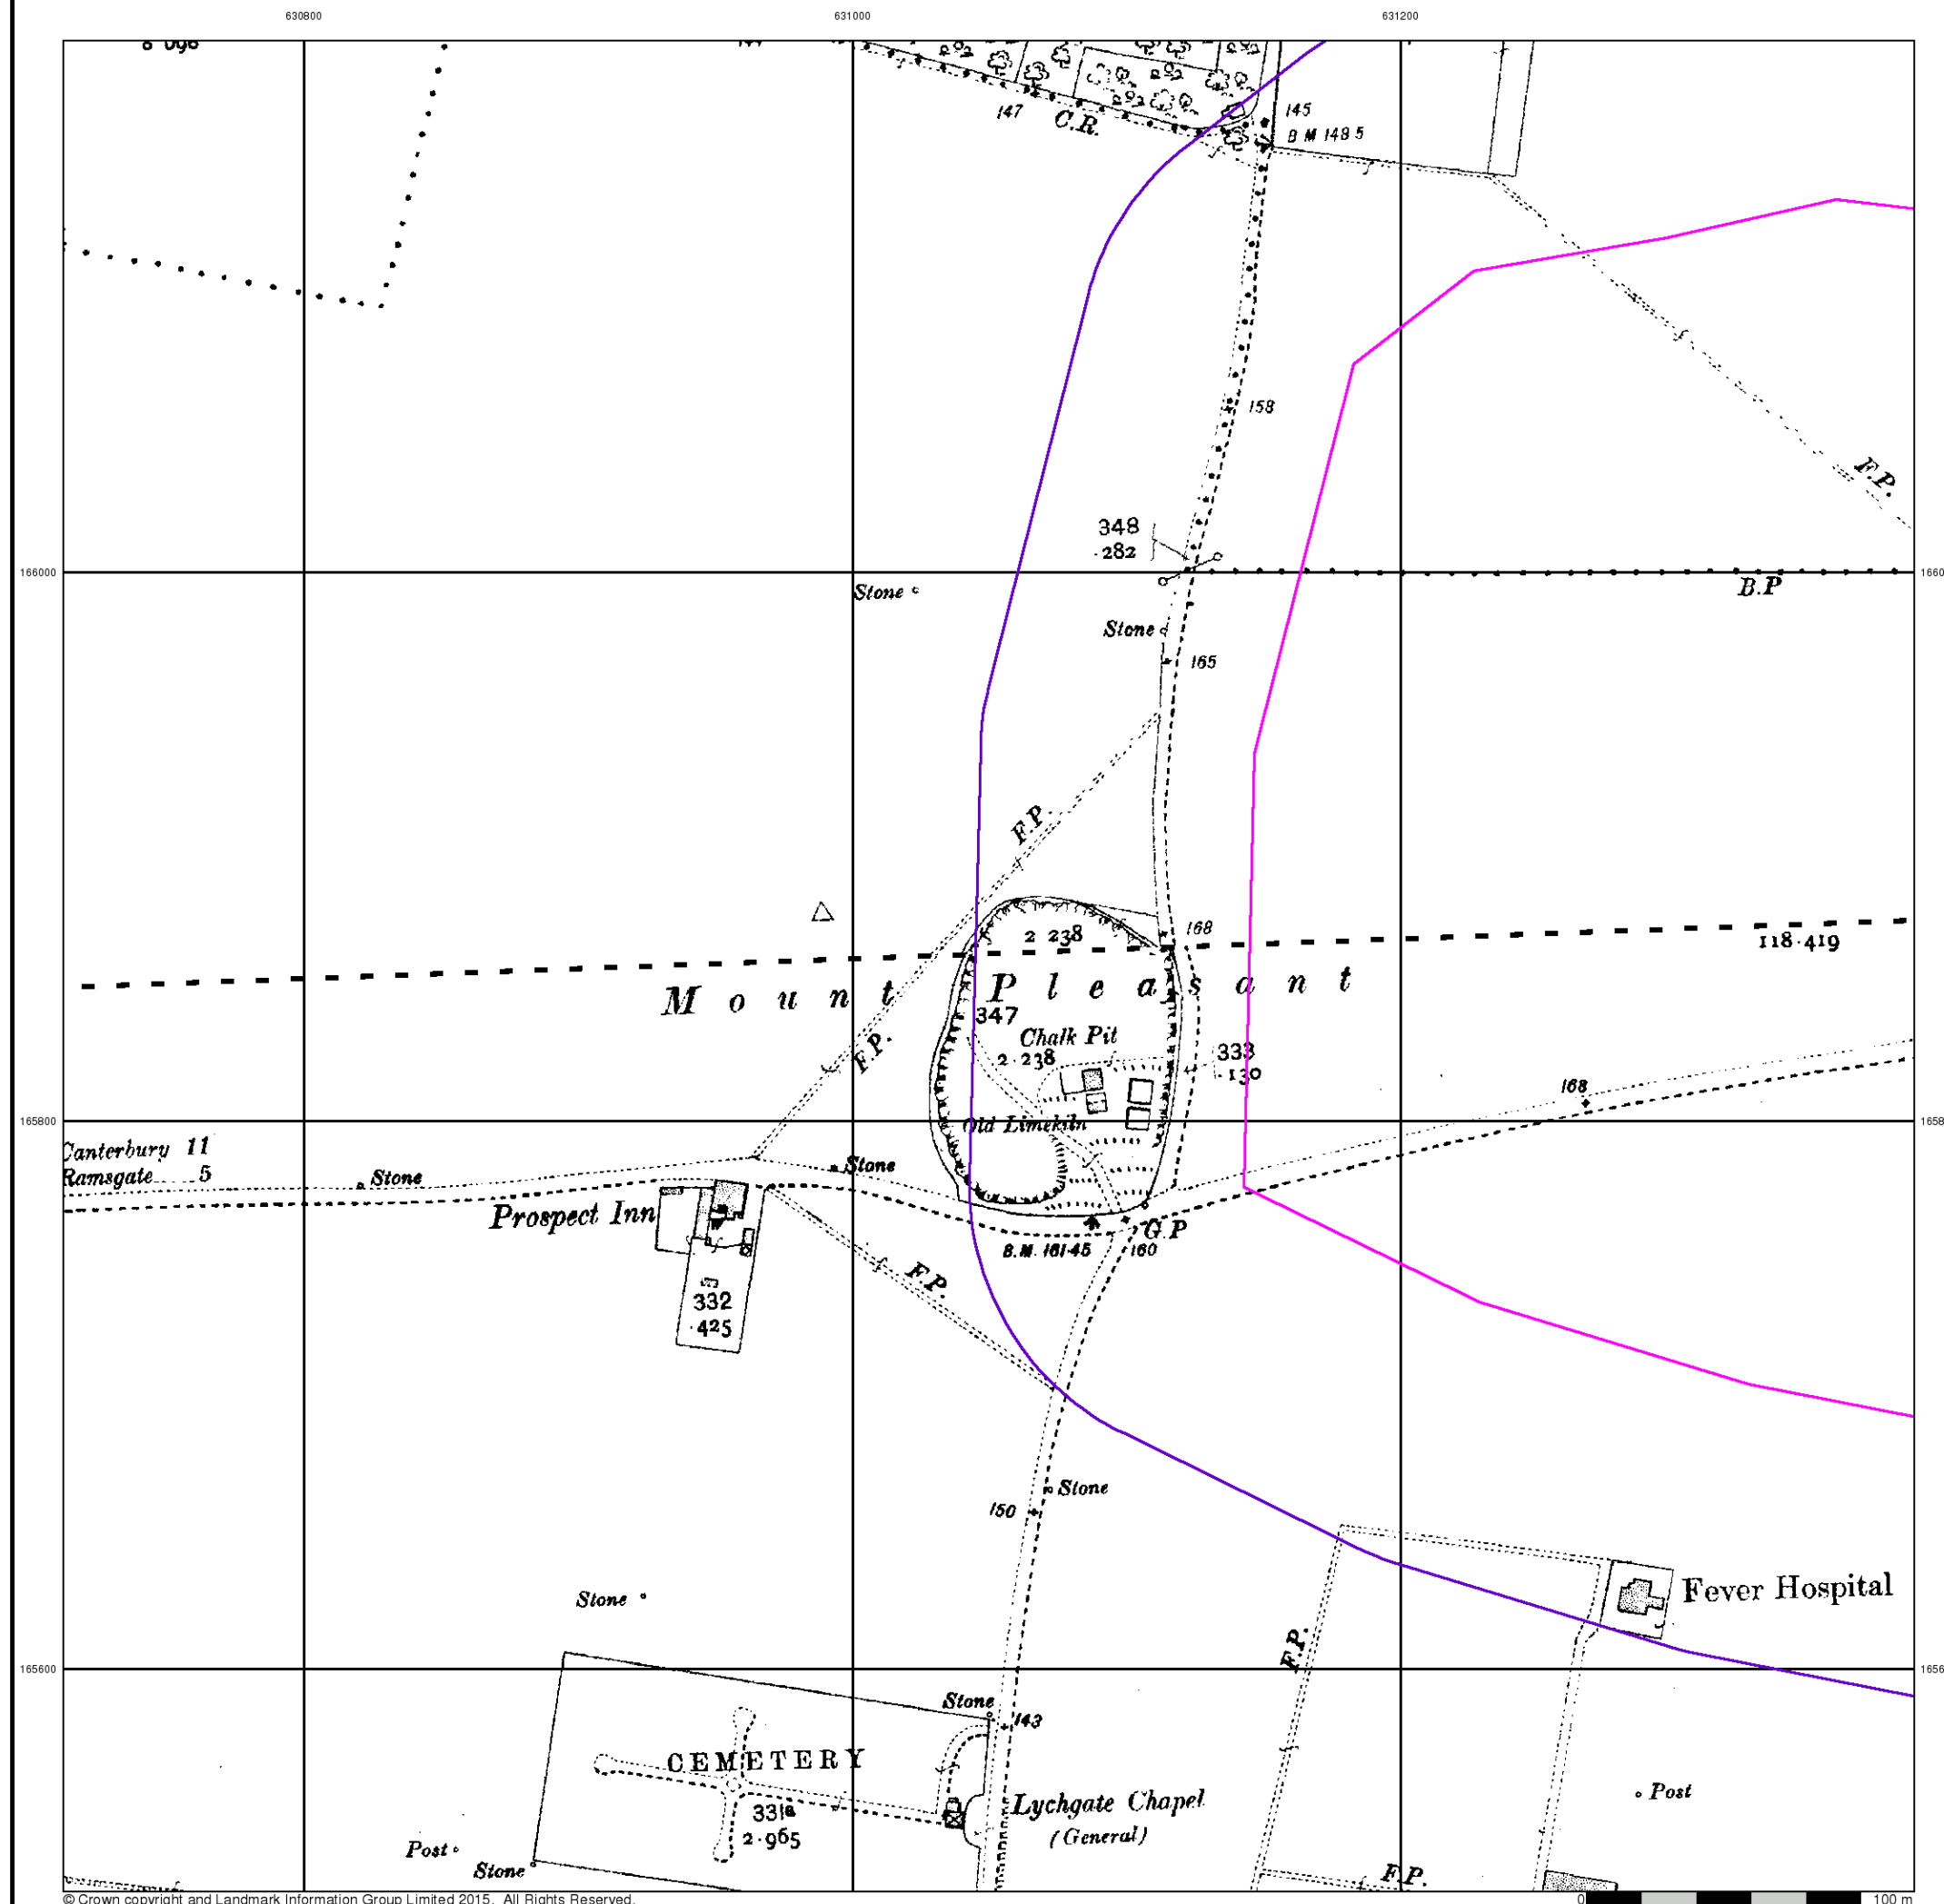 630800
631000
631200
147
C.R.
145
B M 148 5
158
F.P.
348
.282
166000
Stone
B.P
Stone
165
F.P.
168
2 238
118.419
Mount Pleasant
347
Chalk Pit
2.238
F.P.
333
.130
168
165800
Old Limekiln
Canterbury 11
Ramsgate 5
Stone
Stone
Prospect Inn
G.P
B.M. 161.45
160
F.P.
332
.425
Stone
150
Stone
Fever Hospital
F.P.
165600
Stone
143
CEMETERY
331a
2.965
Lychgate Chapel
(General)
Post
Post
Stone
F.P.
© Crown copyright and Landmark Information Group Limited 2015. All Rights Reserved.
0
100 m